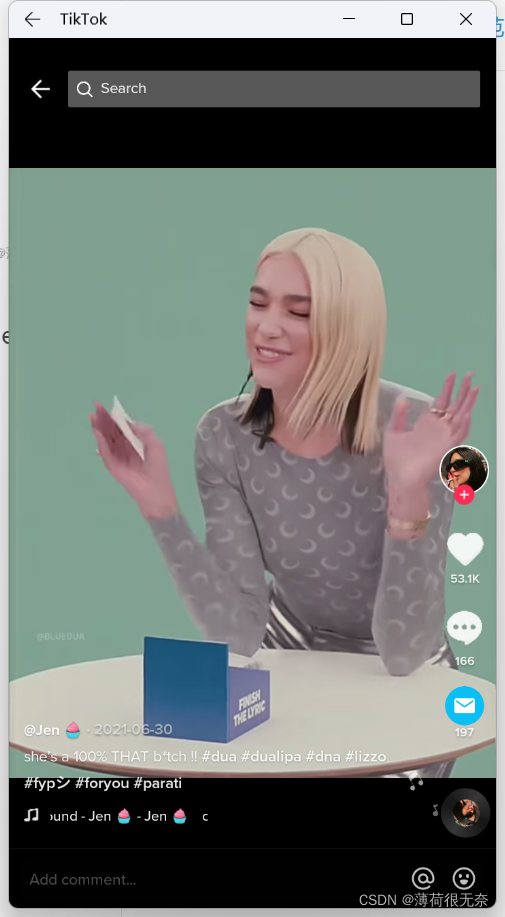 TikTok
Search
@BLUEDUA
FINISH
THE LYRIC
53.1K
166
197
@Jen 🧁 · 2021-06-30
she's a 100% THAT b*tch !! #dua #dualipa #dna #lizzo
#fypシ #foryou #parati
ound - Jen 🧁 - Jen 🧁 c
Add comment...
CSDN @薄荷很无奈